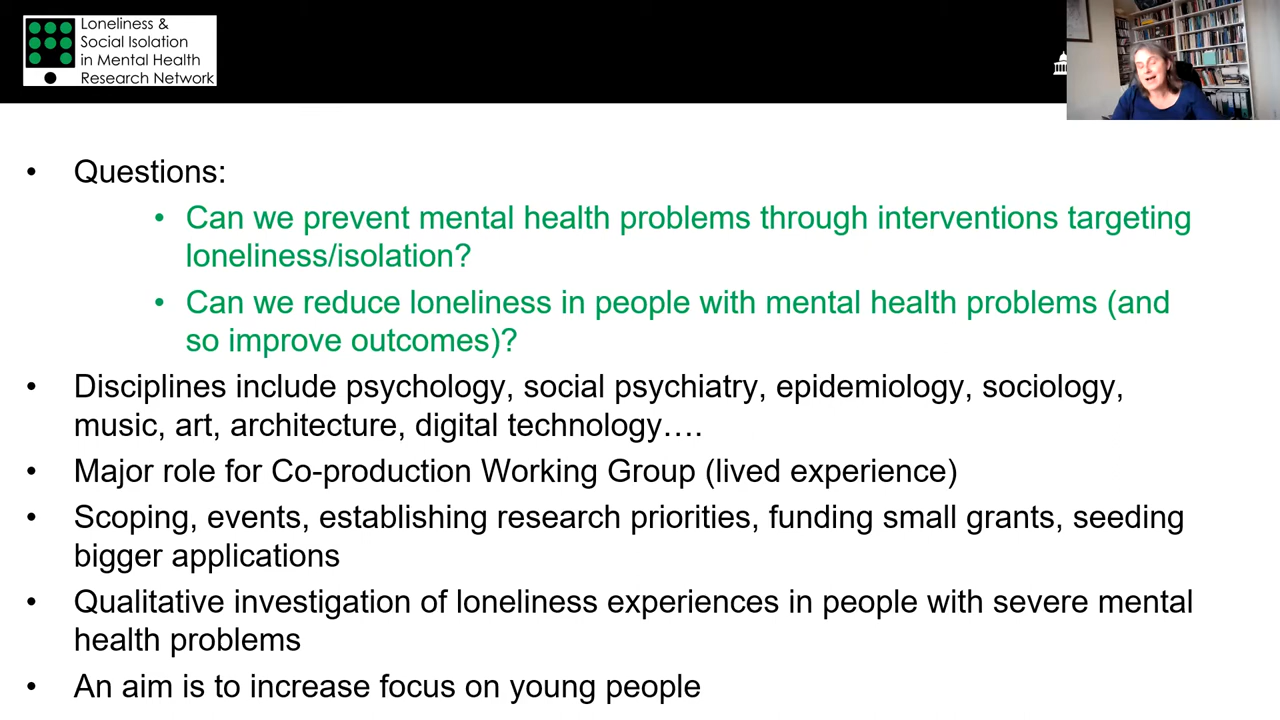 Loneliness &
Social Isolation
in Mental Health
Research Network
• Questions:
• Can we prevent mental health problems through interventions targeting
loneliness/isolation?
• Can we reduce loneliness in people with mental health problems (and
so improve outcomes)?
• Disciplines include psychology, social psychiatry, epidemiology, sociology,
music, art, architecture, digital technology….
• Major role for Co-production Working Group (lived experience)
• Scoping, events, establishing research priorities, funding small grants, seeding
bigger applications
• Qualitative investigation of loneliness experiences in people with severe mental
health problems
• An aim is to increase focus on young people